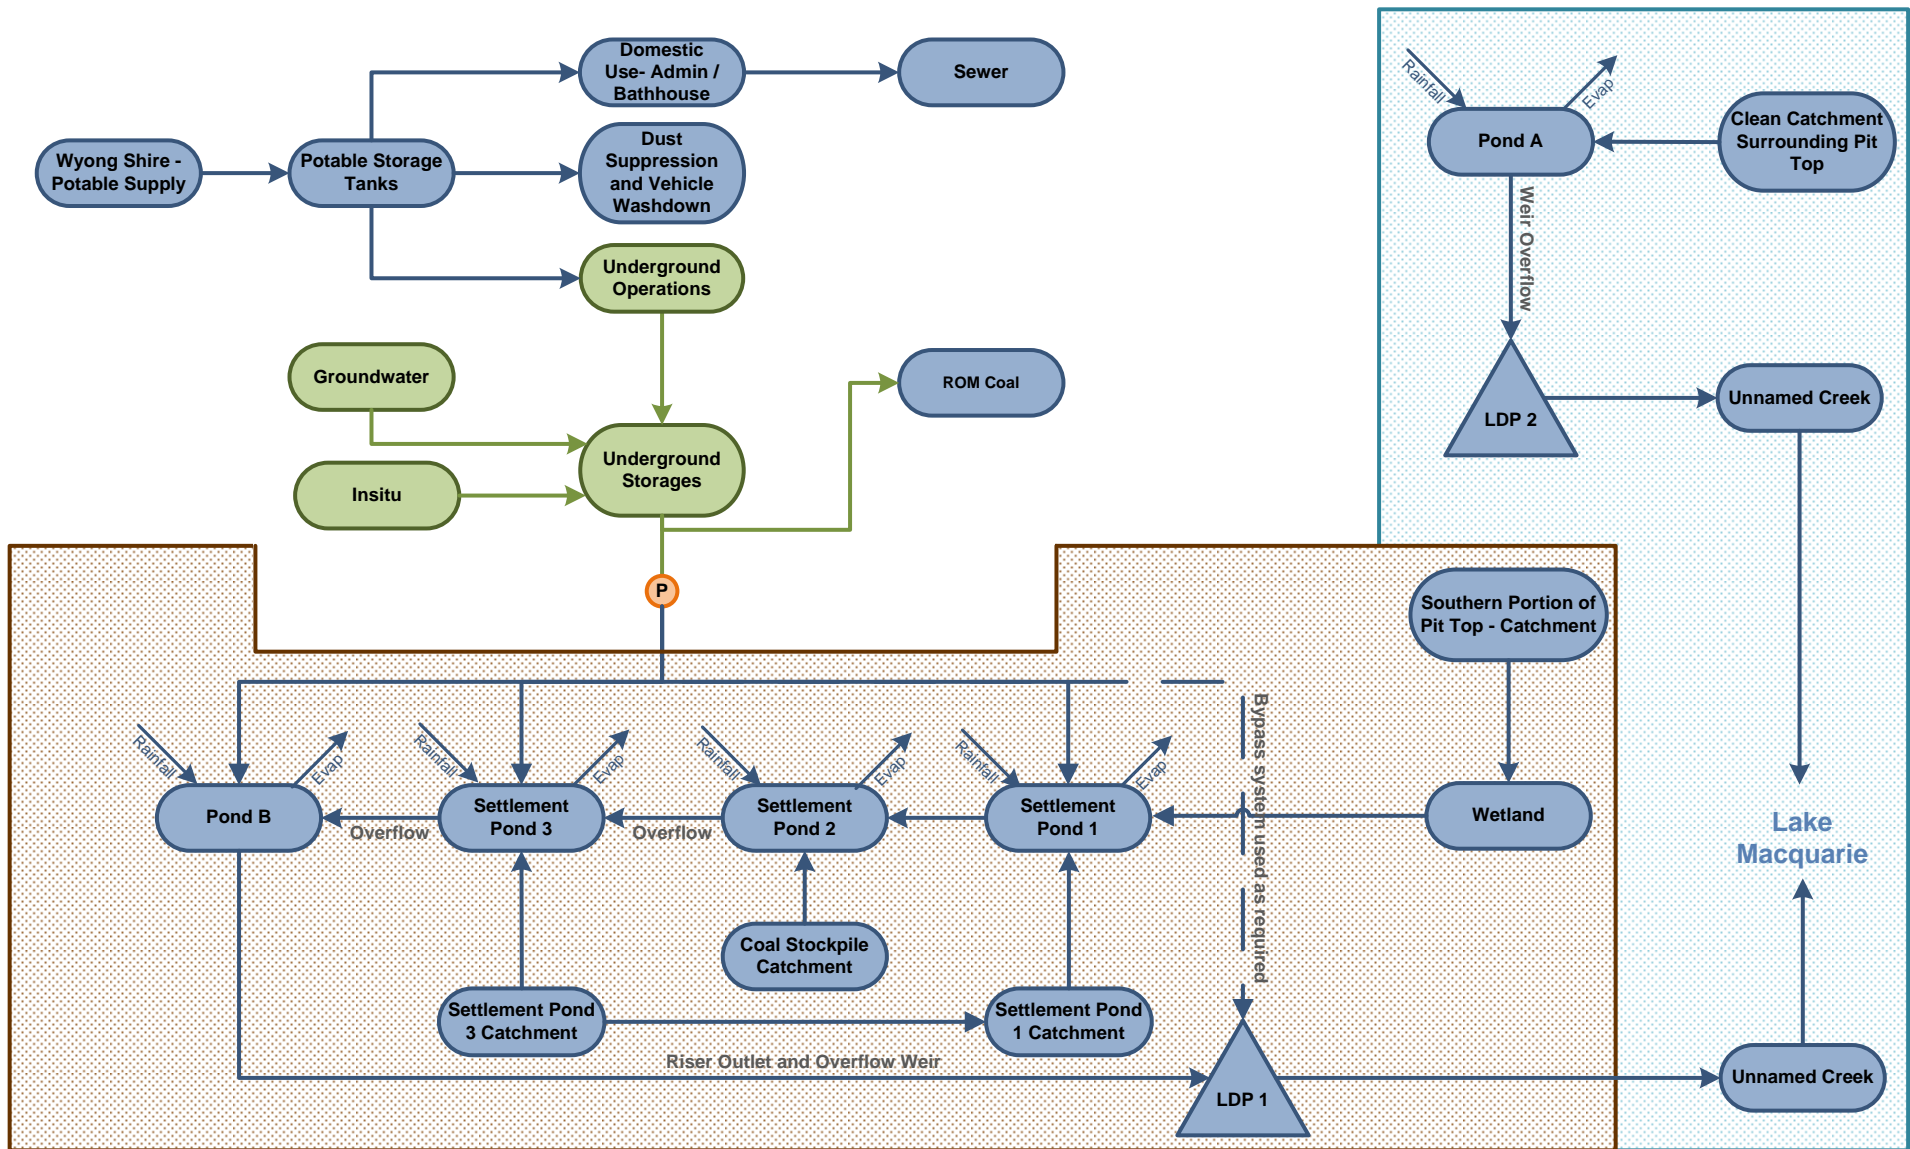 Domestic
Use- Admin /
Bathhouse
Sewer
Wyong Shire -
Potable Supply
Potable Storage
Tanks
Dust
Suppression
and Vehicle
Washdown
Underground
Operations
Groundwater
Insitu
Underground
Storages
ROM Coal
P
Rainfall
Evap
Pond A
Clean Catchment
Surrounding Pit
Top
Weir Overflow
LDP 2
Unnamed Creek
Southern Portion of
Pit Top - Catchment
Bypass system used as required
Rainfall
Evap
Rainfall
Evap
Rainfall
Evap
Rainfall
Evap
Pond B
Overflow
Settlement
Pond 3
Overflow
Settlement
Pond 2
Settlement
Pond 1
Wetland
Lake
Macquarie
Coal Stockpile
Catchment
Settlement Pond
3 Catchment
Settlement Pond
1 Catchment
Riser Outlet and Overflow Weir
LDP 1
Unnamed Creek